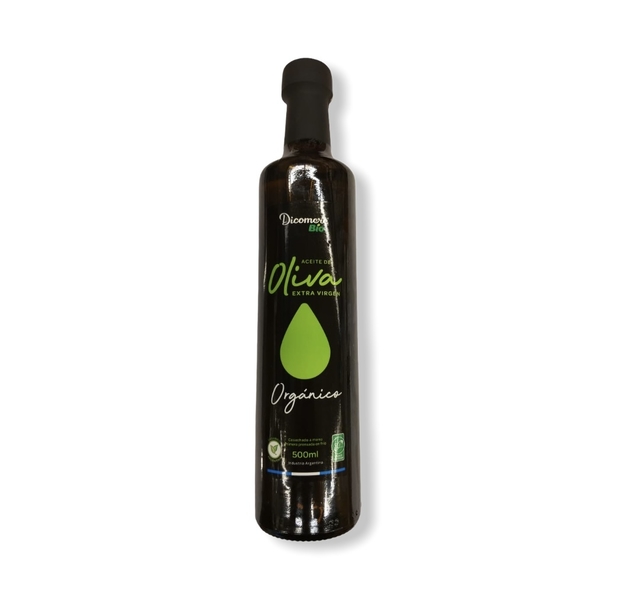 Dicomere
Bio
ACEITE DE
Oliva
EXTRA VIRGEN
Orgánico
500ml
Industria Argentina